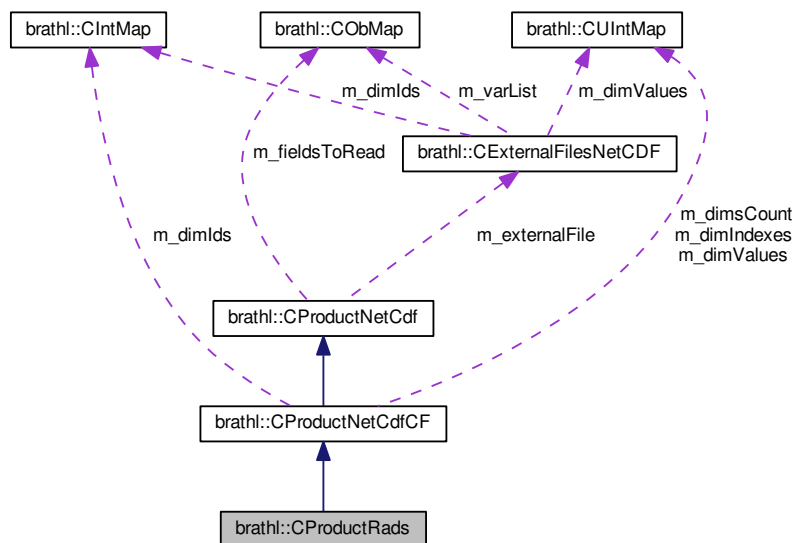 brathl::CIntMap
brathl::CObMap
brathl::CUIntMap
m_dimIds
m_varList
m_dimValues
m_fieldsToRead
brathl::CExternalFilesNetCDF
m_dimIds
m_externalFile
m_dimsCount
m_dimIndexes
m_dimValues
brathl::CProductNetCdf
brathl::CProductNetCdfCF
brathl::CProductRads